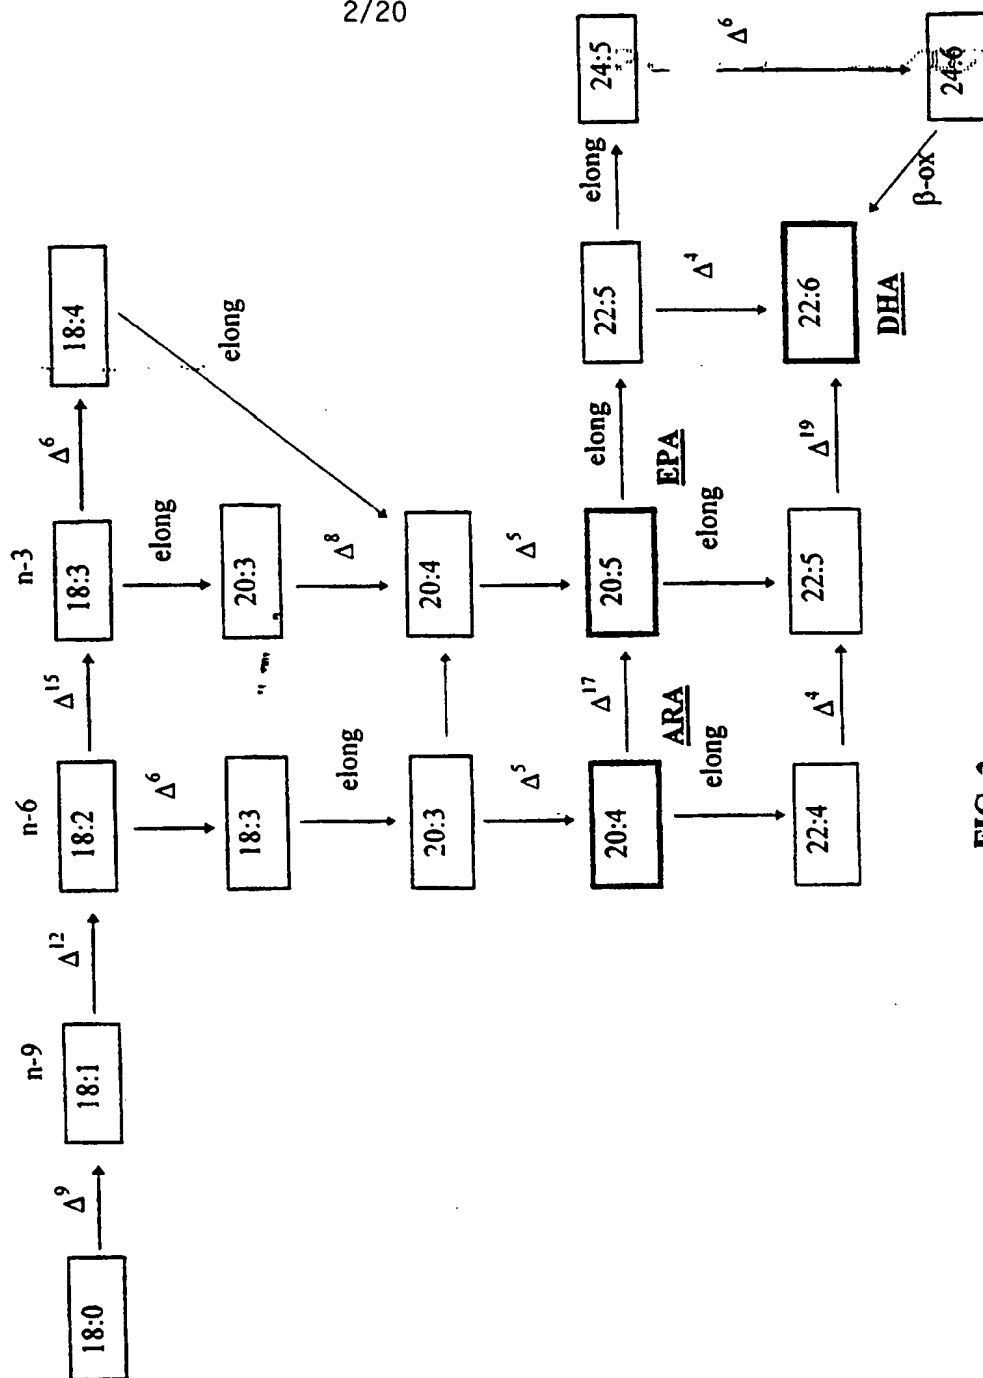 2/20
n-9
n-6
n-3
18:0
Δ⁹
18:1
Δ¹²
18:2
Δ¹⁵
18:3
Δ⁶
18:4
Δ⁶
elong
elong
18:3
20:3
elong
Δ⁸
20:3
20:4
Δ⁵
Δ⁵
20:4
Δ¹⁷
20:5
elong
22:5
elong
24:5
ARA
EPA
elong
elong
Δ⁴
Δ⁶
22:4
Δ⁴
22:5
Δ¹⁹
22:6
DHA
β-ox
24:6